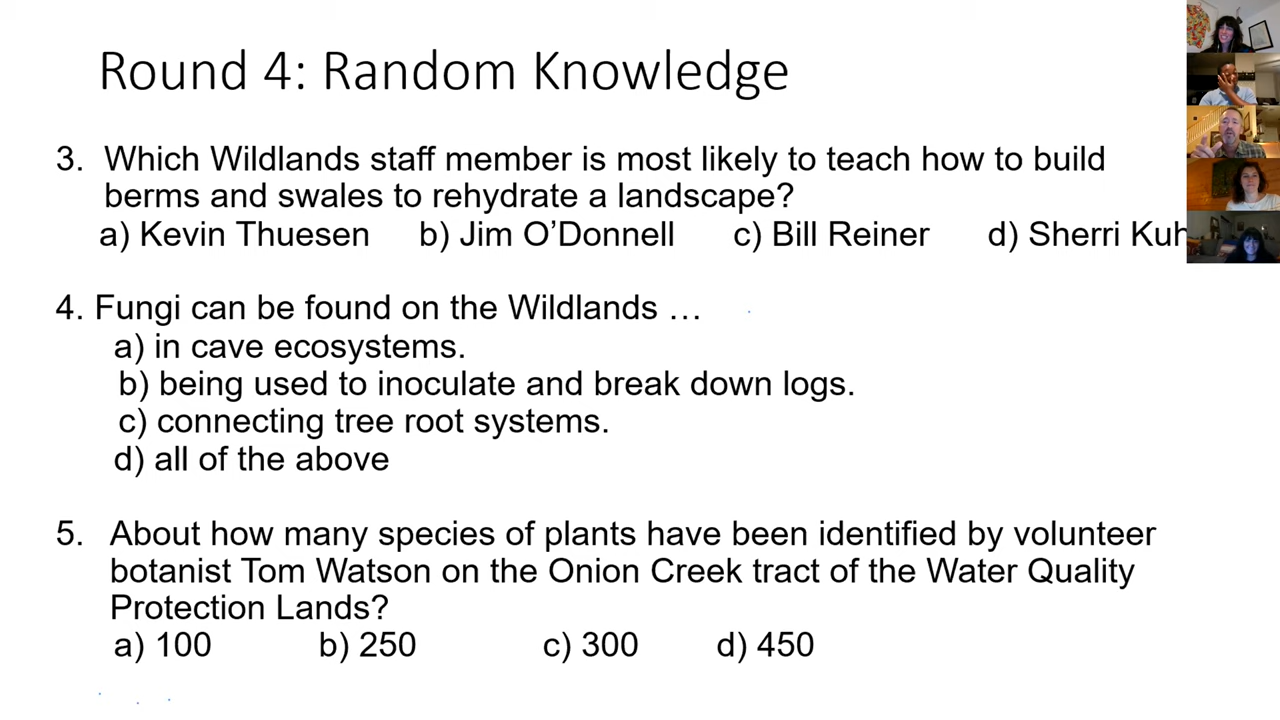 Round 4: Random Knowledge
3. Which Wildlands staff member is most likely to teach how to build
berms and swales to rehydrate a landscape?
a) Kevin Thuesen b) Jim O’Donnell c) Bill Reiner d) Sherri
4. Fungi can be found on the Wildlands …
a) in cave ecosystems.
b) being used to inoculate and break down logs.
c) connecting tree root systems.
d) all of the above
5. About how many species of plants have been identified by volunteer
botanist Tom Watson on the Onion Creek tract of the Water Quality
Protection Lands?
a) 100 b) 250 c) 300 d) 450